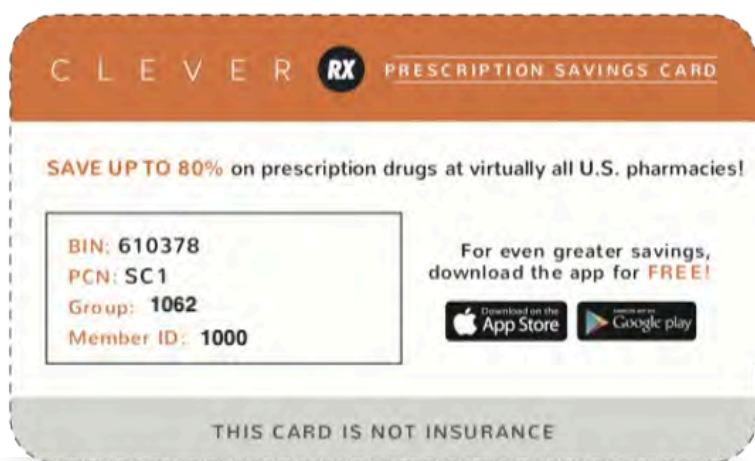 CLEVER RX PRESCRIPTION SAVINGS CARD
SAVE UP TO 80% on prescription drugs at virtually all U.S. pharmacies!
BIN: 610378
PCN: SC1
Group: 1062
Member ID: 1000
For even greater savings,
download the app for FREE!
Download on the
App Store
Google play
THIS CARD IS NOT INSURANCE